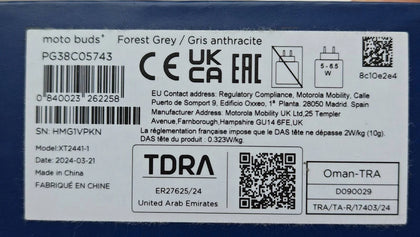 moto buds+ Forest Grey / Gris anthracite
PG38C05743
CE UK CA EAC
5 - 6.5
W
8c10e2e4
EU Contact address: Regulatory Compliance, Motorola Mobility, Calle
Puerto de Somport 9, Edificio Oxxeo, 1ª Planta. 28050 Madrid. Spain
Manufacturer address: Motorola Mobility UK Ltd,25 Templer
Avenue,Farnborough,Hampshire GU14 6FE,UK
0 840023 262258
SN: HMG1VPKN
La réglementation française impose que le DAS tête ne dépasse 2W/kg (10g).
DAS tête du produit: 0.323W/kg.
Model: XT2441-1
Date: 2024-03-21
Made in China
FABRIQUÉ EN CHINE
TDRA
ER27625/24
United Arab Emirates
Oman-TRA
D090029
TRA/TA-R/17403/24